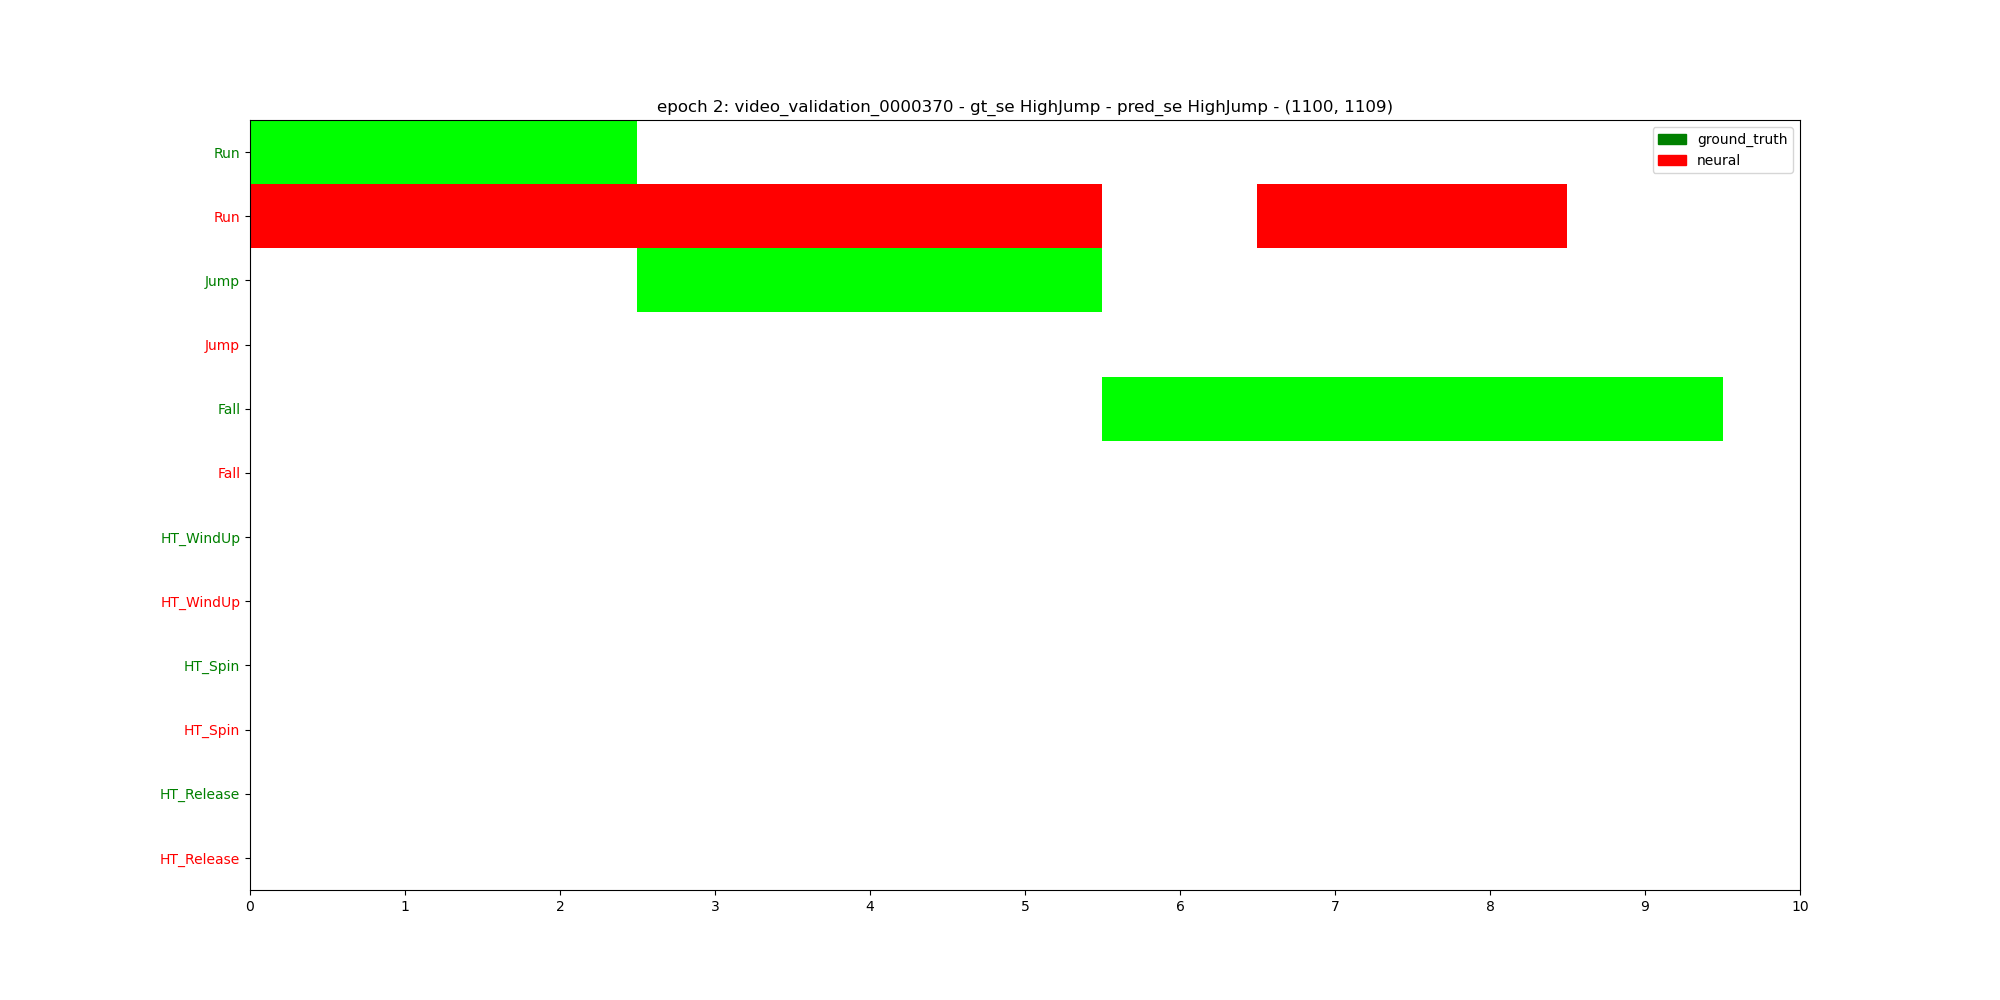 epoch 2: video_validation_0000370 - gt_se HighJump - pred_se HighJump - (1100, 1109)
ground_truth
neural
Run
Run
Jump
Jump
Fall
Fall
HT_WindUp
HT_WindUp
HT_Spin
HT_Spin
HT_Release
HT_Release
0 1 2 3 4 5 6 7 8 9 10